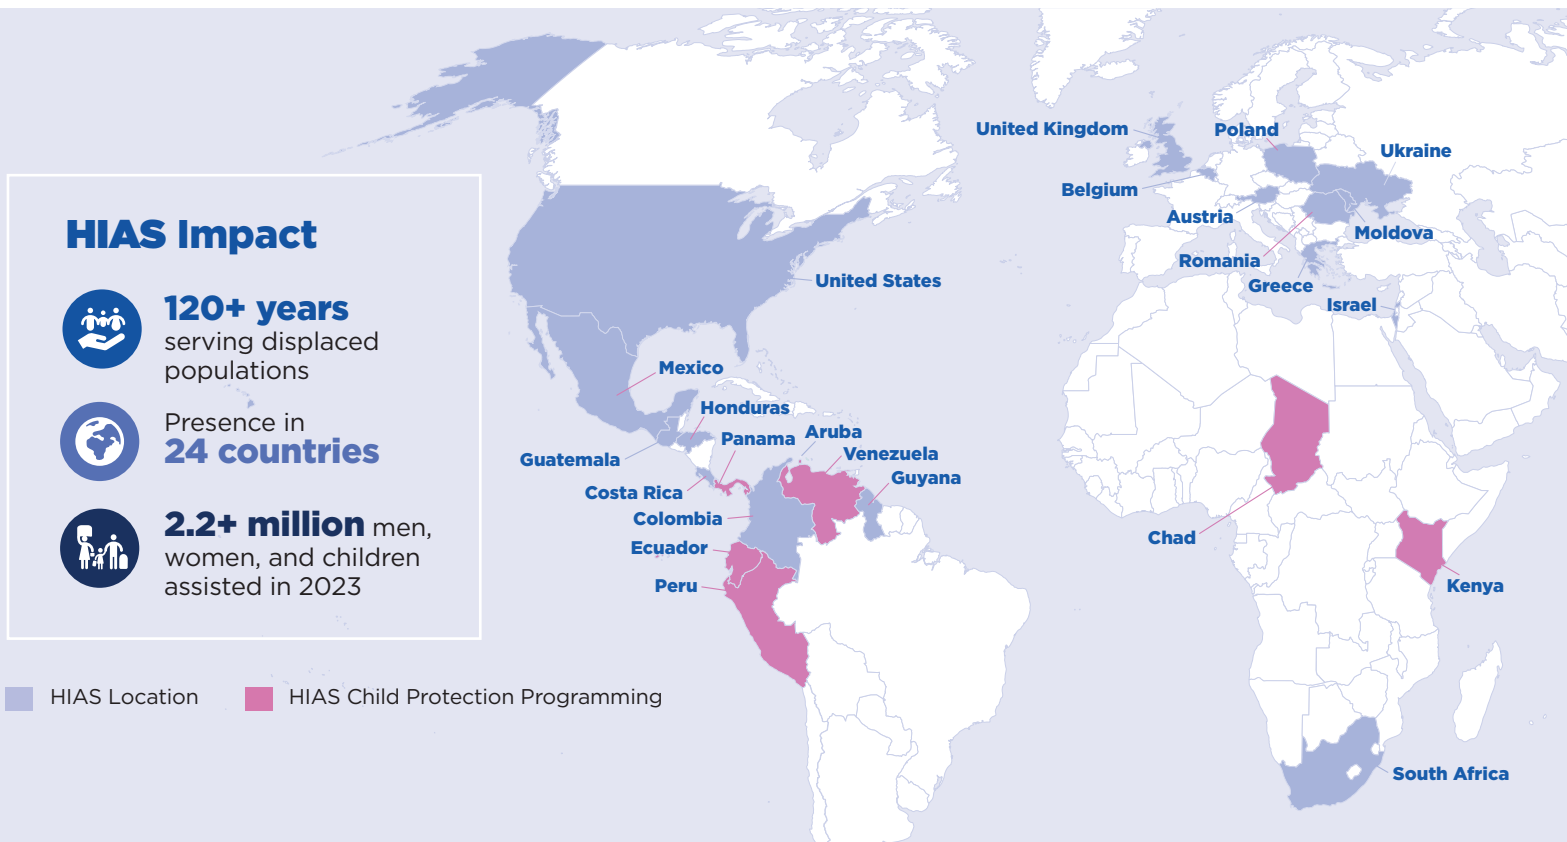 HIAS Impact
120+ years
serving displaced
populations
Presence in
24 countries
2.2+ million men,
women, and children
assisted in 2023
HIAS Location
HIAS Child Protection Programming
United States
Mexico
Honduras
Panama
Aruba
Venezuela
Guyana
Guatemala
Costa Rica
Colombia
Ecuador
Peru
United Kingdom
Poland
Ukraine
Belgium
Austria
Moldova
Romania
Greece
Israel
Chad
Kenya
South Africa